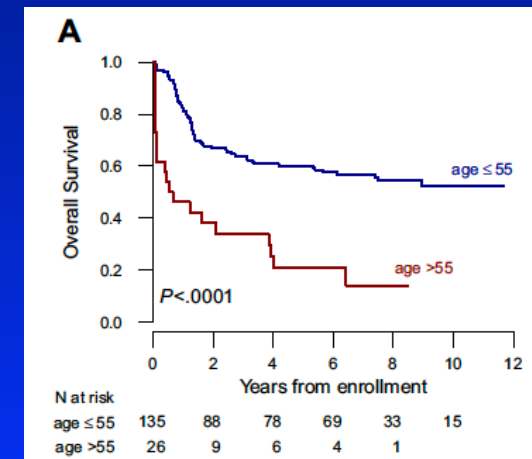 A
Overall Survival
1.0
0.8
0.6
0.4
0.2
0.0
age ≤ 55
age >55
P<.0001
0 2 4 6 8 10 12
Years from enrollment
N at risk
age ≤ 55 135 88 78 69 33 15
age >55 26 9 6 4 1